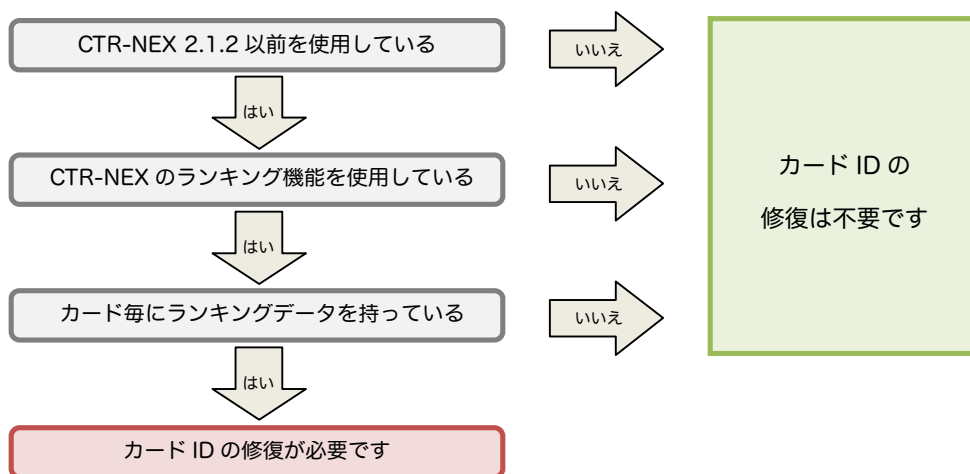 CTR-NEX 2.1.2 以前を使用している
いいえ
はい
CTR-NEX のランキング機能を使用している
いいえ
カード ID の
修復は不要です
はい
カード毎にランキングデータを持っている
いいえ
はい
カード ID の修復が必要です